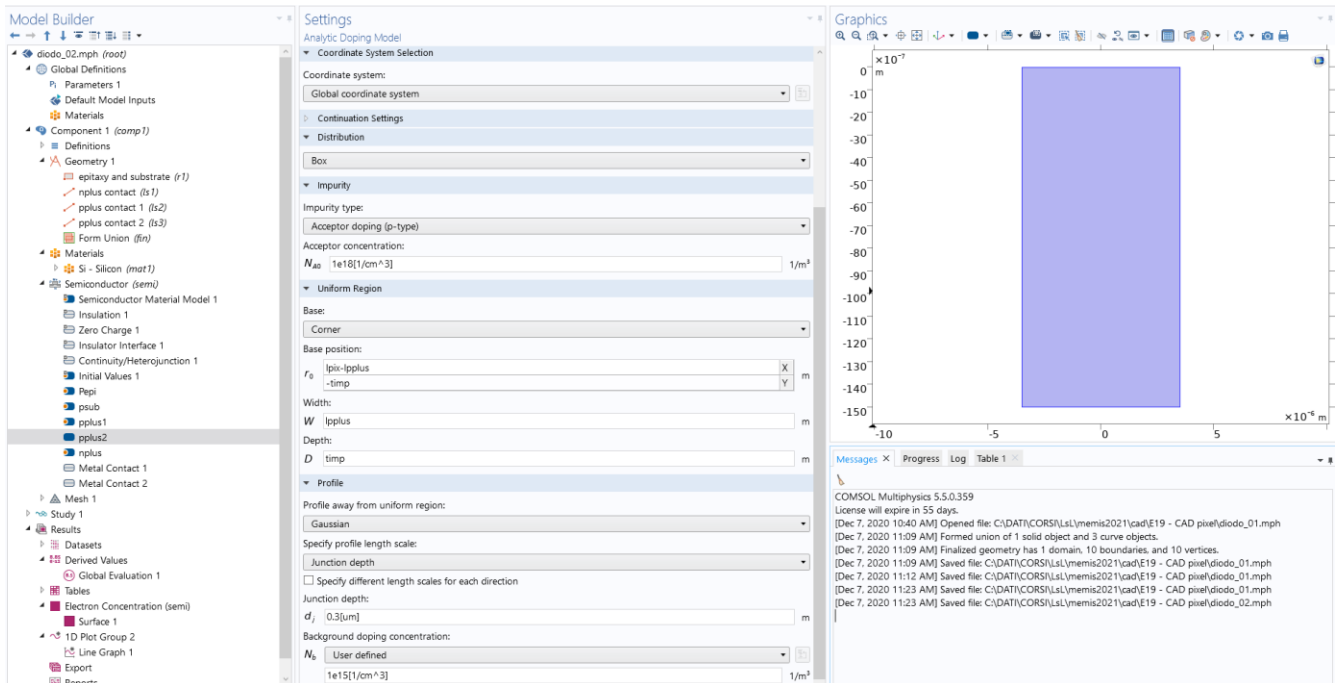 Model Builder
diodo_02.mph (root)
Global Definitions
Pi Parameters 1
Default Model Inputs
Materials
Component 1 (comp1)
Definitions
Geometry 1
epitaxy and substrate (r1)
nplus contact (ls1)
pplus contact 1 (ls2)
pplus contact 2 (ls3)
Form Union (fin)
Materials
Si - Silicon (mat1)
Semiconductor (semi)
Semiconductor Material Model 1
Insulation 1
Zero Charge 1
Insulator Interface 1
Continuity/Heterojunction 1
Initial Values 1
Pepi
psub
pplus1
pplus2
nplus
Metal Contact 1
Metal Contact 2
Mesh 1
Study 1
Results
Datasets
Derived Values
Global Evaluation 1
Tables
Electron Concentration (semi)
Surface 1
1D Plot Group 2
Line Graph 1
Export
Reports
Settings
Analytic Doping Model
Coordinate System Selection
Coordinate system:
Global coordinate system
Continuation Settings
Distribution
Box
Impurity
Impurity type:
Acceptor doping (p-type)
Acceptor concentration:
NA0 1e18[1/cm^3] 1/m³
Uniform Region
Base:
Corner
Base position:
r0 lpix-lpplus X m
-timp Y
Width:
W lpplus m
Depth:
D timp m
Profile
Profile away from uniform region:
Gaussian
Specify profile length scale:
Junction depth
Specify different length scales for each direction
Junction depth:
dj 0.3[um] m
Background doping concentration:
Nb User defined
1e15[1/cm^3] 1/m³
Graphics
×10⁻⁷
m
0
-10
-20
-30
-40
-50
-60
-70
-80
-90
-100
-110
-120
-130
-140
-150
×10⁻⁶ m
-10 -5 0 5
Messages Progress Log Table 1
COMSOL Multiphysics 5.5.0.359
License will expire in 55 days.
[Dec 7, 2020 10:40 AM] Opened file: C:\DATI\CORSI\LsL\memis2021\cad\E19 - CAD pixel\diodo_01.mph
[Dec 7, 2020 11:09 AM] Formed union of 1 solid object and 3 curve objects.
[Dec 7, 2020 11:09 AM] Finalized geometry has 1 domain, 10 boundaries, and 10 vertices.
[Dec 7, 2020 11:09 AM] Saved file: C:\DATI\CORSI\LsL\memis2021\cad\E19 - CAD pixel\diodo_01.mph
[Dec 7, 2020 11:12 AM] Saved file: C:\DATI\CORSI\LsL\memis2021\cad\E19 - CAD pixel\diodo_01.mph
[Dec 7, 2020 11:23 AM] Saved file: C:\DATI\CORSI\LsL\memis2021\cad\E19 - CAD pixel\diodo_01.mph
[Dec 7, 2020 11:23 AM] Saved file: C:\DATI\CORSI\LsL\memis2021\cad\E19 - CAD pixel\diodo_02.mph